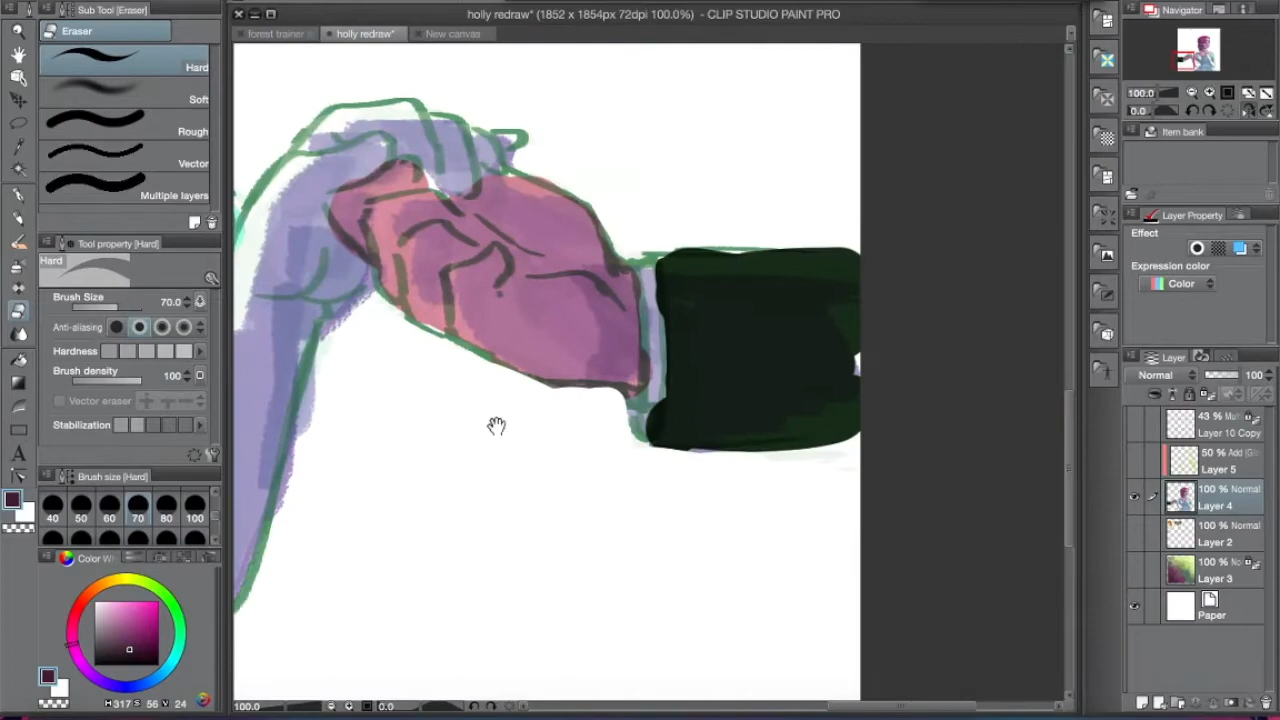 Sub Tool [Eraser]
Eraser
Hard
Soft
Rough
Vector
Multiple layers
Tool property [Hard]
Hard
Brush Size 70.0
Anti-aliasing
Hardness
Brush density 100
Vector eraser
Stabilization
Brush size [Hard]
40 50 60 70 80 100
Color W
H 317 S 56 V 24
holly redraw* (1852 x 1854px 72dpi 100.0%) - CLIP STUDIO PAINT PRO
forest trainer holly redraw* New canvas
100.0 0.0
Navigator
100.0
0.0
Item bank
Layer Property
Effect
Expression color
Color
Layer
Normal 100
43 %
Layer 10 Copy
50 % Add
Layer 5
100 % Normal
Layer 4
100 % Normal
Layer 2
100 %
Layer 3
Paper